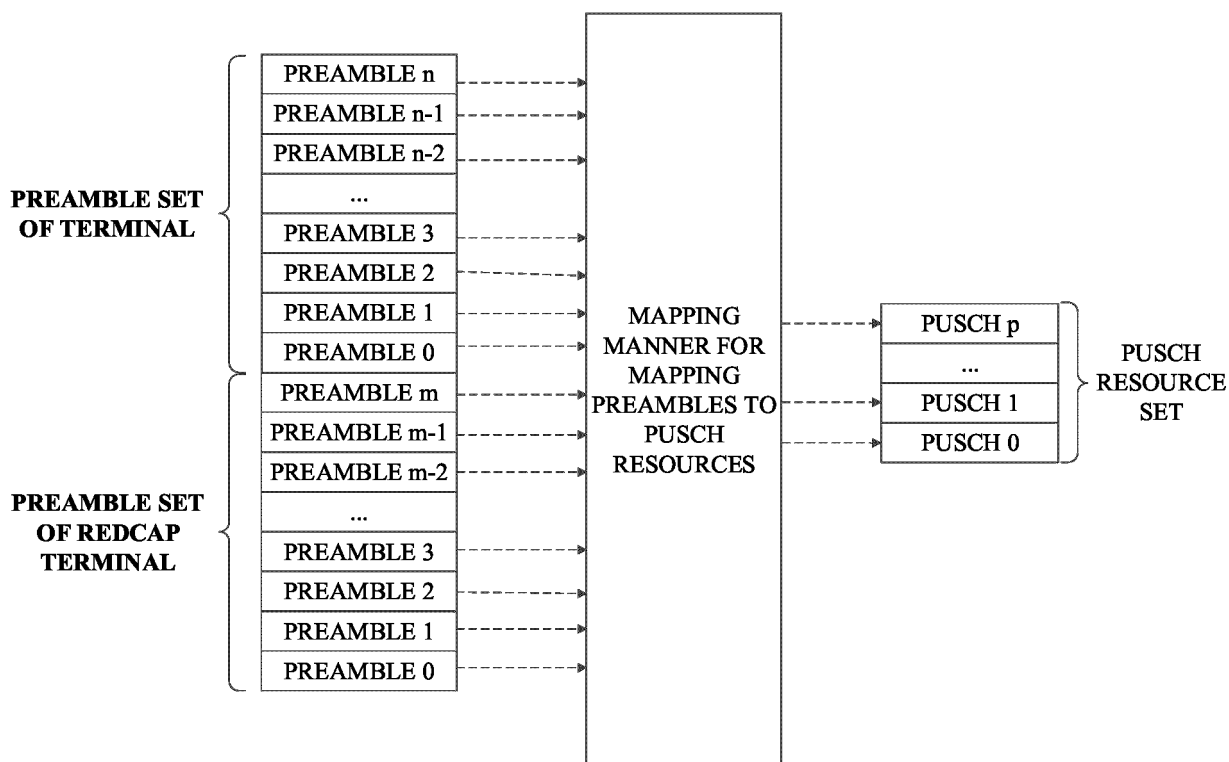 PREAMBLE SET
OF TERMINAL
PREAMBLE n
PREAMBLE n-1
PREAMBLE n-2
...
PREAMBLE 3
PREAMBLE 2
PREAMBLE 1
PREAMBLE 0
PREAMBLE SET
OF REDCAP
TERMINAL
PREAMBLE m
PREAMBLE m-1
PREAMBLE m-2
...
PREAMBLE 3
PREAMBLE 2
PREAMBLE 1
PREAMBLE 0
MAPPING
MANNER FOR
MAPPING
PREAMBLES TO
PUSCH
RESOURCES
PUSCH p
...
PUSCH 1
PUSCH 0
PUSCH
RESOURCE
SET